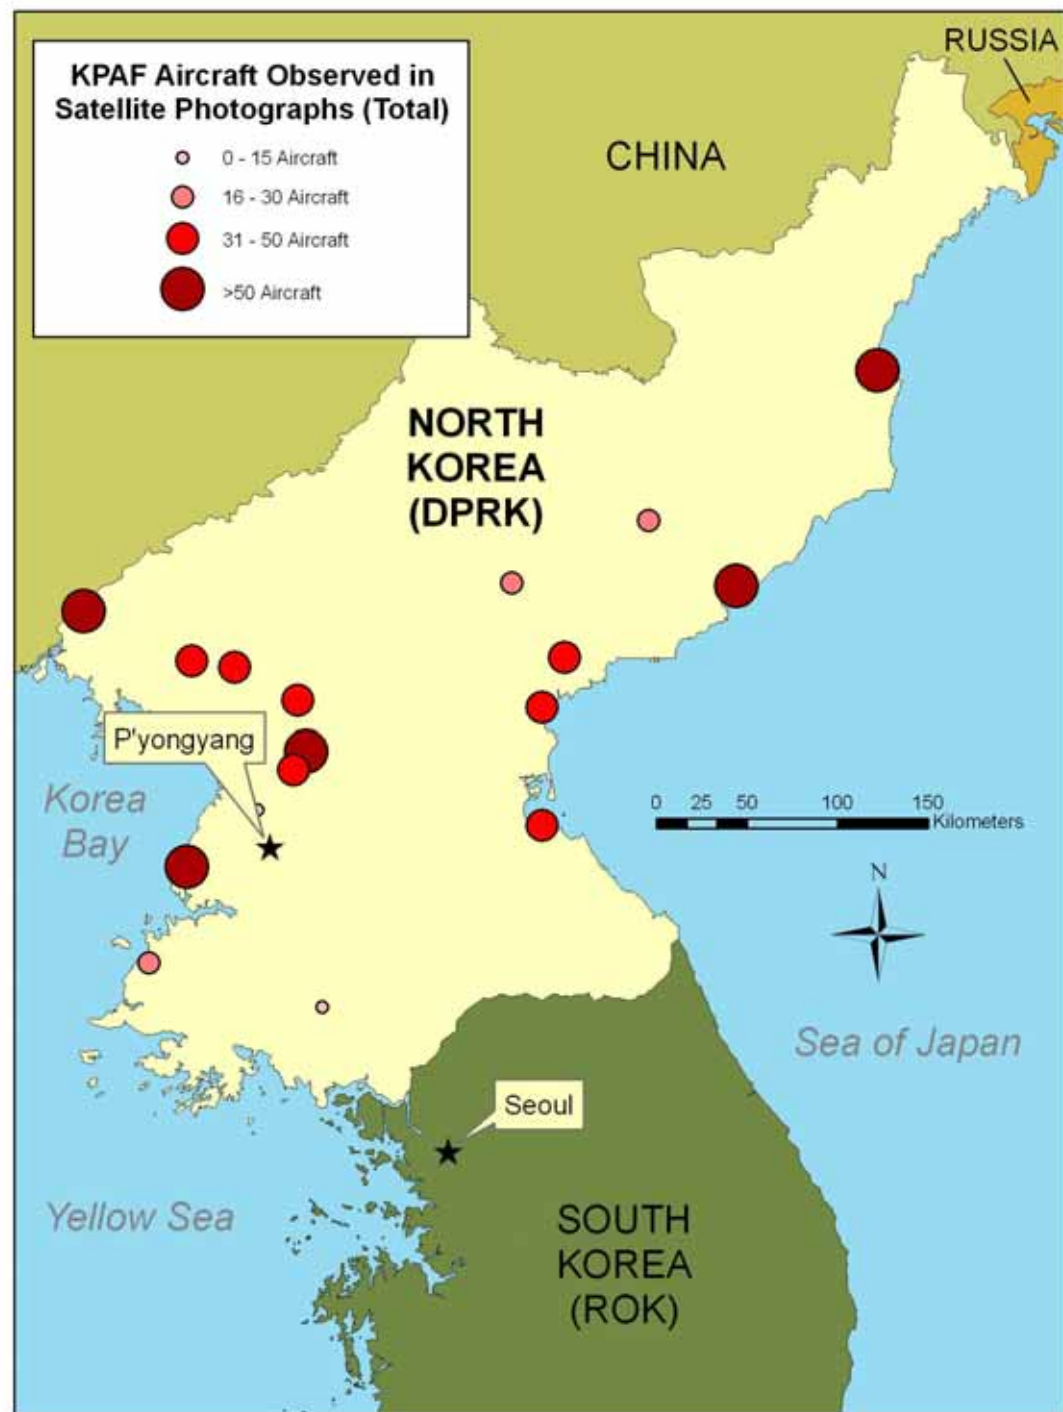 KPAF Aircraft Observed in
Satellite Photographs (Total)
0 - 15 Aircraft
16 - 30 Aircraft
31 - 50 Aircraft
>50 Aircraft
RUSSIA
CHINA
NORTH
KOREA
(DPRK)
P'yongyang
Korea
Bay
0 25 50 100 150
Kilometers
N
Sea of Japan
Seoul
Yellow Sea
SOUTH
KOREA
(ROK)